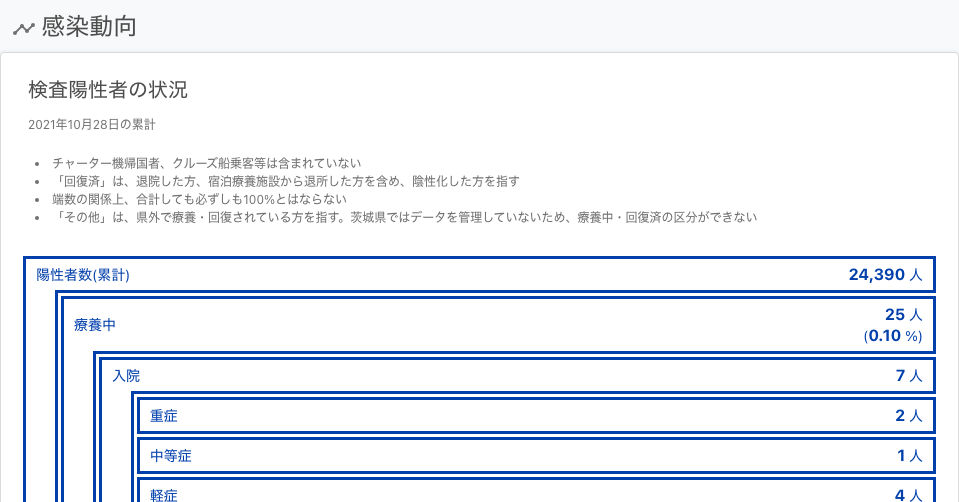 感染動向
検査陽性者の状況
2021年10月28日の累計
• チャーター機帰国者、クルーズ船乗客等は含まれていない
• 「回復済」は、退院した方、宿泊療養施設から退所した方を含め、陰性化した方を指す
• 端数の関係上、合計しても必ずしも100%とはならない
• 「その他」は、県外で療養・回復されている方を指す。茨城県ではデータを管理していないため、療養中・回復済の区分ができない
陽性者数(累計) 24,390 人
療養中 25 人
(0.10 %)
入院 7 人
重症 2 人
中等症 1 人
軽症 4 人